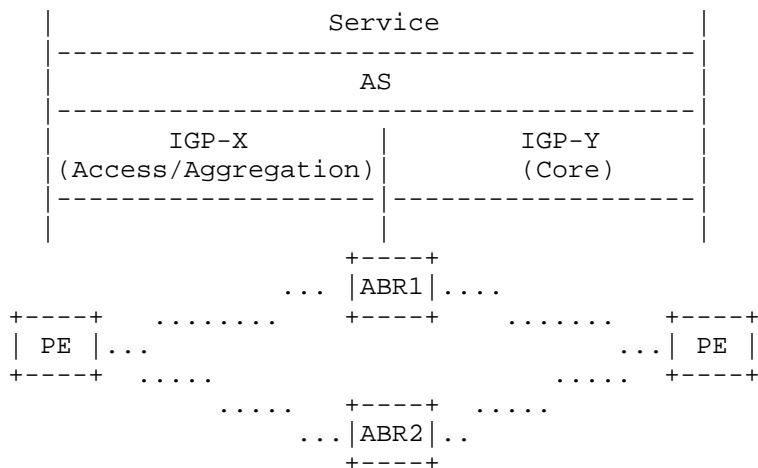 Service
AS
IGP-X IGP-Y
(Access/Aggregation) (Core)
ABR1
PE PE
ABR2